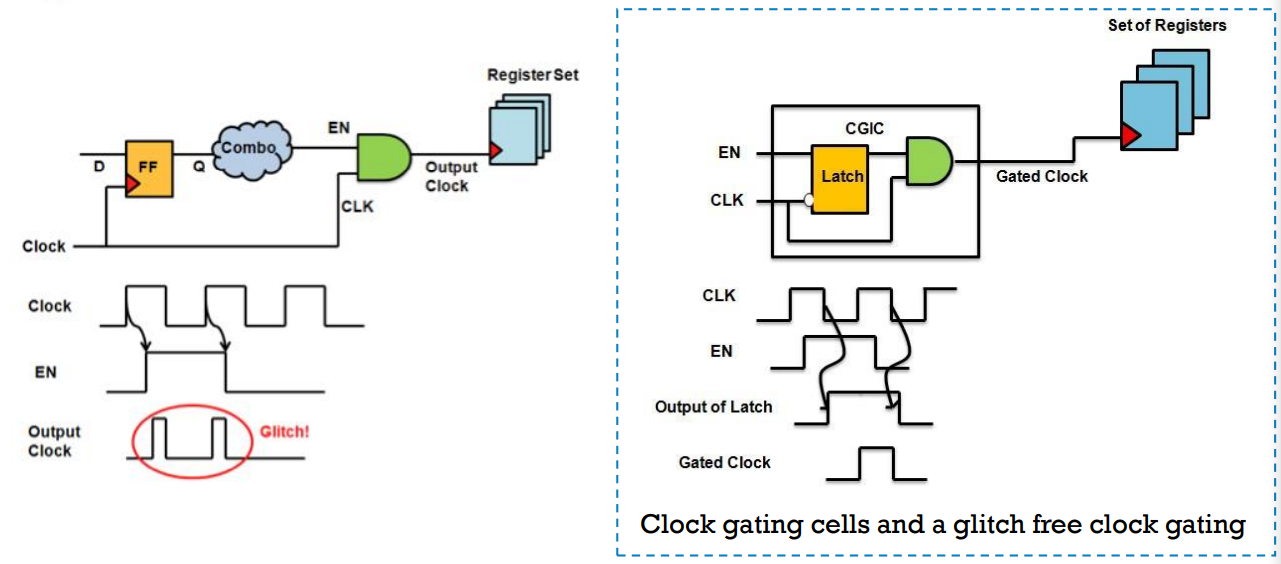 Register Set
D
FF
Q
Combo
EN
Output
Clock
CLK
Clock
Clock
EN
Output
Clock
Glitch!
Set of Registers
CGIC
EN
Latch
CLK
Gated Clock
CLK
EN
Output of Latch
Gated Clock
Clock gating cells and a glitch free clock gating